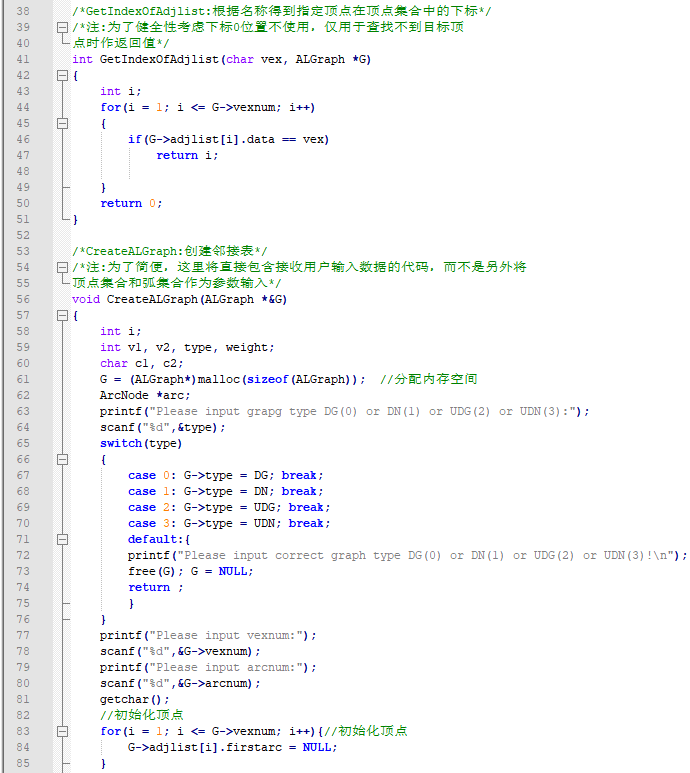 38 /*GetIndexOfAdjlist:根据名称得到指定顶点在顶点集合中的下标*/
39 /*注:为了健全性考虑下标0位置不使用，仅用于查找不到目标顶
40 点时作返回值*/
41 int GetIndexOfAdjlist(char vex, ALGraph *G)
42 {
43 int i;
44 for(i = 1; i <= G->vexnum; i++)
45 {
46 if(G->adjlist[i].data == vex)
47 return i;
48
49 }
50 return 0;
51 }
52
53 /*CreateALGraph:创建邻接表*/
54 /*注:为了简便，这里将直接包含接收用户输入数据的代码，而不是另外将
55 顶点集合和弧集合作为参数输入*/
56 void CreateALGraph(ALGraph *&G)
57 {
58 int i;
59 int v1, v2, type, weight;
60 char c1, c2;
61 G = (ALGraph*)malloc(sizeof(ALGraph)); //分配内存空间
62 ArcNode *arc;
63 printf("Please input grapg type DG(0) or DN(1) or UDG(2) or UDN(3):");
64 scanf("%d",&type);
65 switch(type)
66 {
67 case 0: G->type = DG; break;
68 case 1: G->type = DN; break;
69 case 2: G->type = UDG; break;
70 case 3: G->type = UDN; break;
71 default:{
72 printf("Please input correct graph type DG(0) or DN(1) or UDG(2) or UDN(3)!\n");
73 free(G); G = NULL;
74 return ;
75 }
76 }
77 printf("Please input vexnum:");
78 scanf("%d",&G->vexnum);
79 printf("Please input arcnum:");
80 scanf("%d",&G->arcnum);
81 getchar();
82 //初始化顶点
83 for(i = 1; i <= G->vexnum; i++){//初始化顶点
84 G->adjlist[i].firstarc = NULL;
85 }